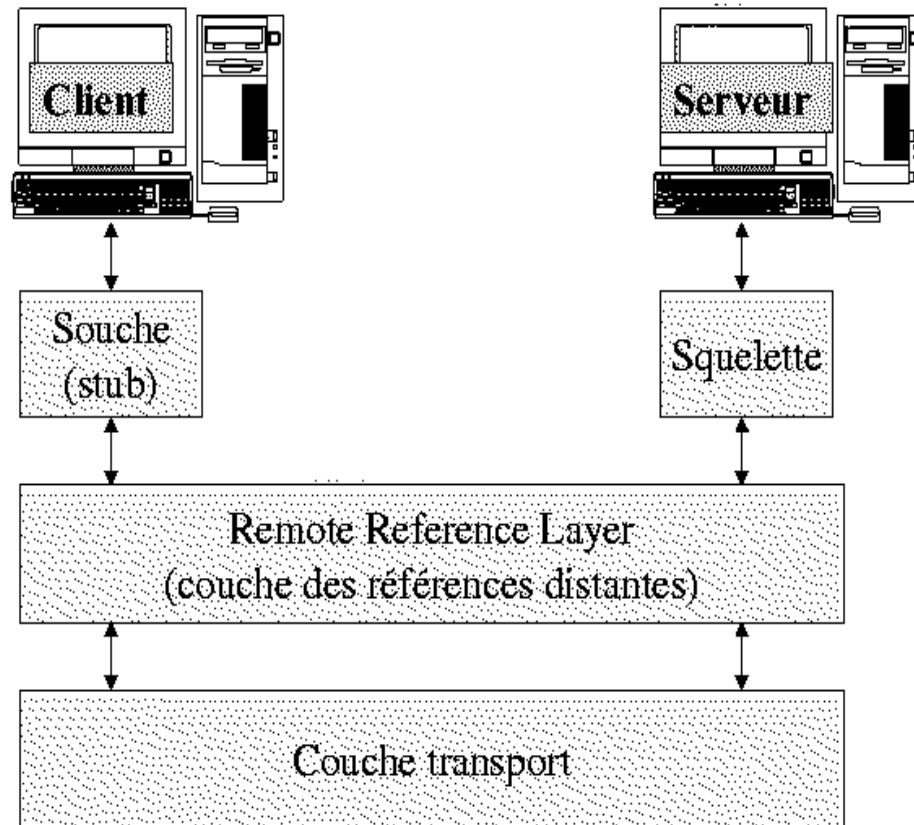 Client
Serveur
Souche
(stub)
Squelette
Remote Reference Layer
(couche des références distantes)
Couche transport